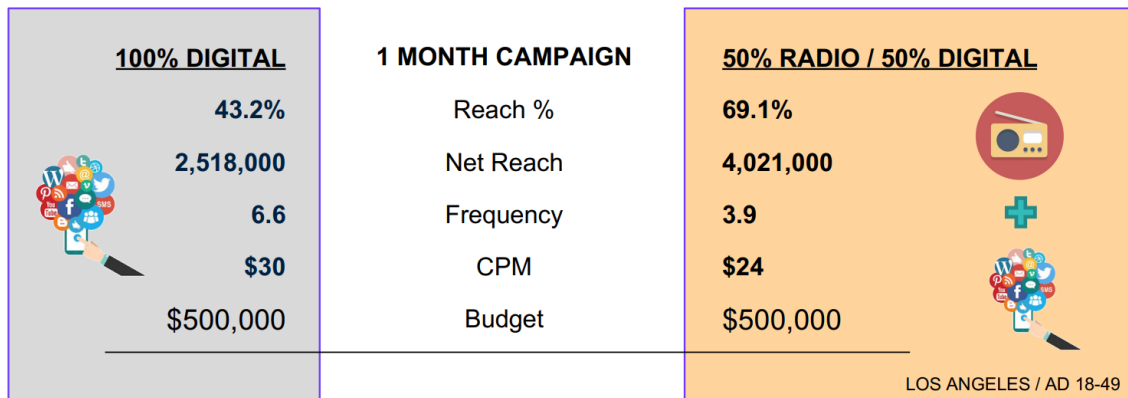 100% DIGITAL 1 MONTH CAMPAIGN 50% RADIO / 50% DIGITAL
43.2% Reach % 69.1%
2,518,000 Net Reach 4,021,000
6.6 Frequency 3.9
$30 CPM $24
$500,000 Budget $500,000
LOS ANGELES / AD 18-49